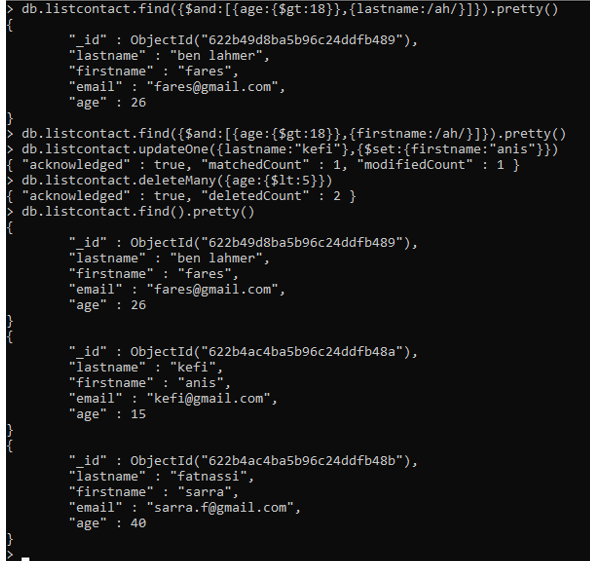 > db.listcontact.find({$and:[{age:{$gt:18}},{lastname:/ah/}]}).pretty()
{
"_id" : ObjectId("622b49d8ba5b96c24ddfb489"),
"lastname" : "ben lahmer",
"firstname" : "fares",
"email" : "fares@gmail.com",
"age" : 26
}
> db.listcontact.find({$and:[{age:{$gt:18}},{firstname:/ah/}]}).pretty()
> db.listcontact.updateOne({lastname:"kefi"},{$set:{firstname:"anis"}})
{ "acknowledged" : true, "matchedCount" : 1, "modifiedCount" : 1 }
> db.listcontact.deleteMany({age:{$lt:5}})
{ "acknowledged" : true, "deletedCount" : 2 }
> db.listcontact.find().pretty()
{
"_id" : ObjectId("622b49d8ba5b96c24ddfb489"),
"lastname" : "ben lahmer",
"firstname" : "fares",
"email" : "fares@gmail.com",
"age" : 26
}
{
"_id" : ObjectId("622b4ac4ba5b96c24ddfb48a"),
"lastname" : "kefi",
"firstname" : "anis",
"email" : "kefi@gmail.com",
"age" : 15
}
{
"_id" : ObjectId("622b4ac4ba5b96c24ddfb48b"),
"lastname" : "fatnassi",
"firstname" : "sarra",
"email" : "sarra.f@gmail.com",
"age" : 40
}
>